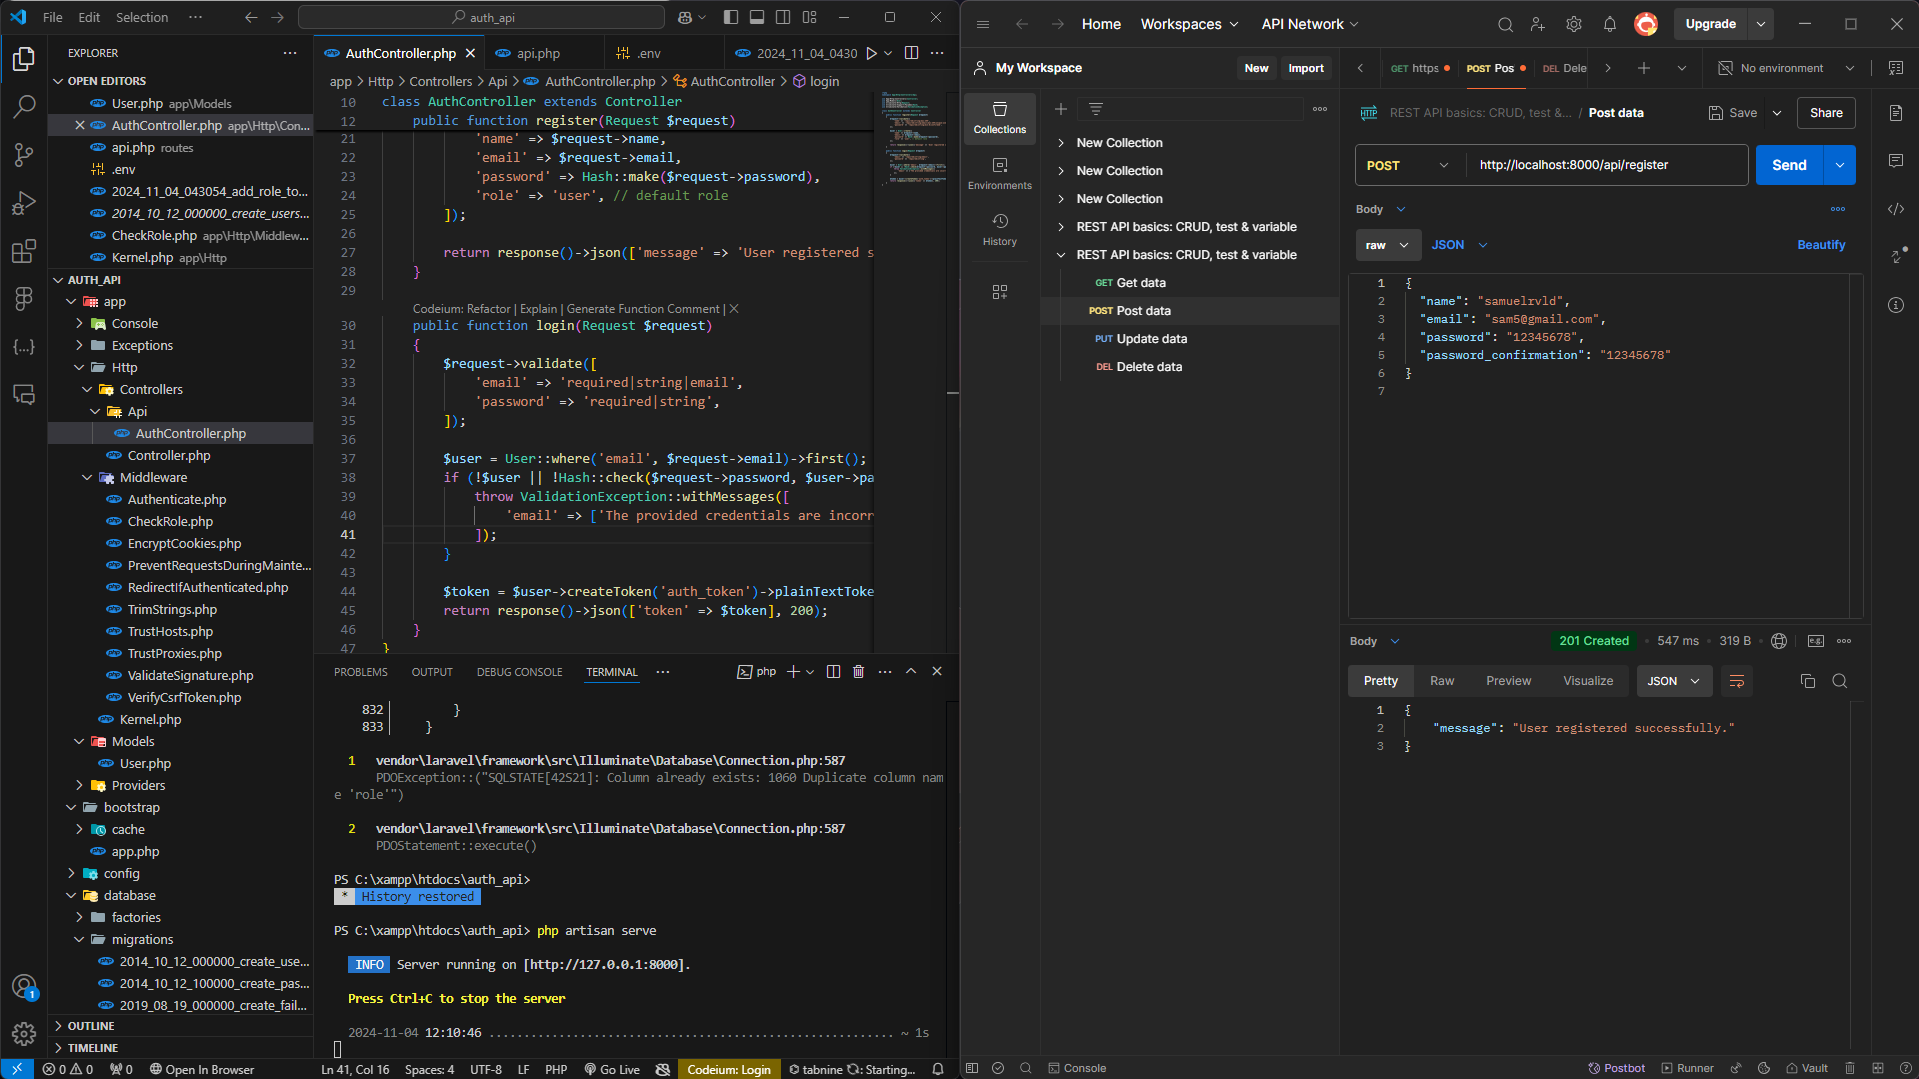 File Edit Selection ··· auth_api
EXPLORER
OPEN EDITORS
User.php app\Models
AuthController.php app\Http\Con...
api.php routes
.env
2024_11_04_043054_add_role_to...
2014_10_12_000000_create_users...
CheckRole.php app\Http\Middlew...
Kernel.php app\Http
AUTH_API
app
Console
Exceptions
Http
Controllers
Api
AuthController.php
Controller.php
Middleware
Authenticate.php
CheckRole.php
EncryptCookies.php
PreventRequestsDuringMainte...
RedirectIfAuthenticated.php
TrimStrings.php
TrustHosts.php
TrustProxies.php
ValidateSignature.php
VerifyCsrfToken.php
Kernel.php
Models
User.php
Providers
bootstrap
cache
app.php
config
database
factories
migrations
2014_10_12_000000_create_use...
2014_10_12_100000_create_pas...
2019_08_19_000000_create_fail...
OUTLINE
TIMELINE
AuthController.php api.php .env 2024_11_04_0430
app > Http > Controllers > Api > AuthController.php > AuthController > login
10 class AuthController extends Controller
12 public function register(Request $request)
21 'name' => $request->name,
22 'email' => $request->email,
23 'password' => Hash::make($request->password),
24 'role' => 'user', // default role
25 ]);
26
27 return response()->json(['message' => 'User registered s
28 }
29
Codeium: Refactor | Explain | Generate Function Comment | X
30 public function login(Request $request)
31 {
32 $request->validate([
33 'email' => 'required|string|email',
34 'password' => 'required|string',
35 ]);
36
37 $user = User::where('email', $request->email)->first();
38 if (!$user || !Hash::check($request->password, $user->pa
39 throw ValidationException::withMessages([
40 'email' => ['The provided credentials are incorr
41 ]);
42 }
43
44 $token = $user->createToken('auth_token')->plainTextToke
45 return response()->json(['token' => $token], 200);
46 }
47 }
PROBLEMS OUTPUT DEBUG CONSOLE TERMINAL ··· php
832 }
833 }
1 vendor\laravel\framework\src\Illuminate\Database\Connection.php:587
PDOException::("SQLSTATE[42S21]: Column already exists: 1060 Duplicate column nam
e 'role'")
2 vendor\laravel\framework\src\Illuminate\Database\Connection.php:587
PDOStatement::execute()
PS C:\xampp\htdocs\auth_api>
* History restored
PS C:\xampp\htdocs\auth_api> php artisan serve
INFO Server running on [http://127.0.0.1:8000].
Press Ctrl+C to stop the server
2024-11-04 12:10:46 ........................................................ ~ 1s
1
0 0 0 Open In Browser Ln 41, Col 16 Spaces: 4 UTF-8 LF PHP Go Live Codeium: Login tabnine Starting...
Home Workspaces API Network Upgrade
My Workspace New Import
GET https POST Pos DEL Dele No environment
Collections
Environments
History
New Collection
New Collection
New Collection
REST API basics: CRUD, test & variable
REST API basics: CRUD, test & variable
GET Get data
POST Post data
PUT Update data
DEL Delete data
HTTP REST API basics: CRUD, test &... / Post data Save Share
POST http://localhost:8000/api/register Send
Body
raw JSON Beautify
1 {
2 "name": "samuelrvld",
3 "email": "sam5@gmail.com",
4 "password": "12345678",
5 "password_confirmation": "12345678"
6 }
7
Body 201 Created 547 ms 319 B e.g.
Pretty Raw Preview Visualize JSON
1 {
2 "message": "User registered successfully."
3 }
Console Postbot Runner Vault